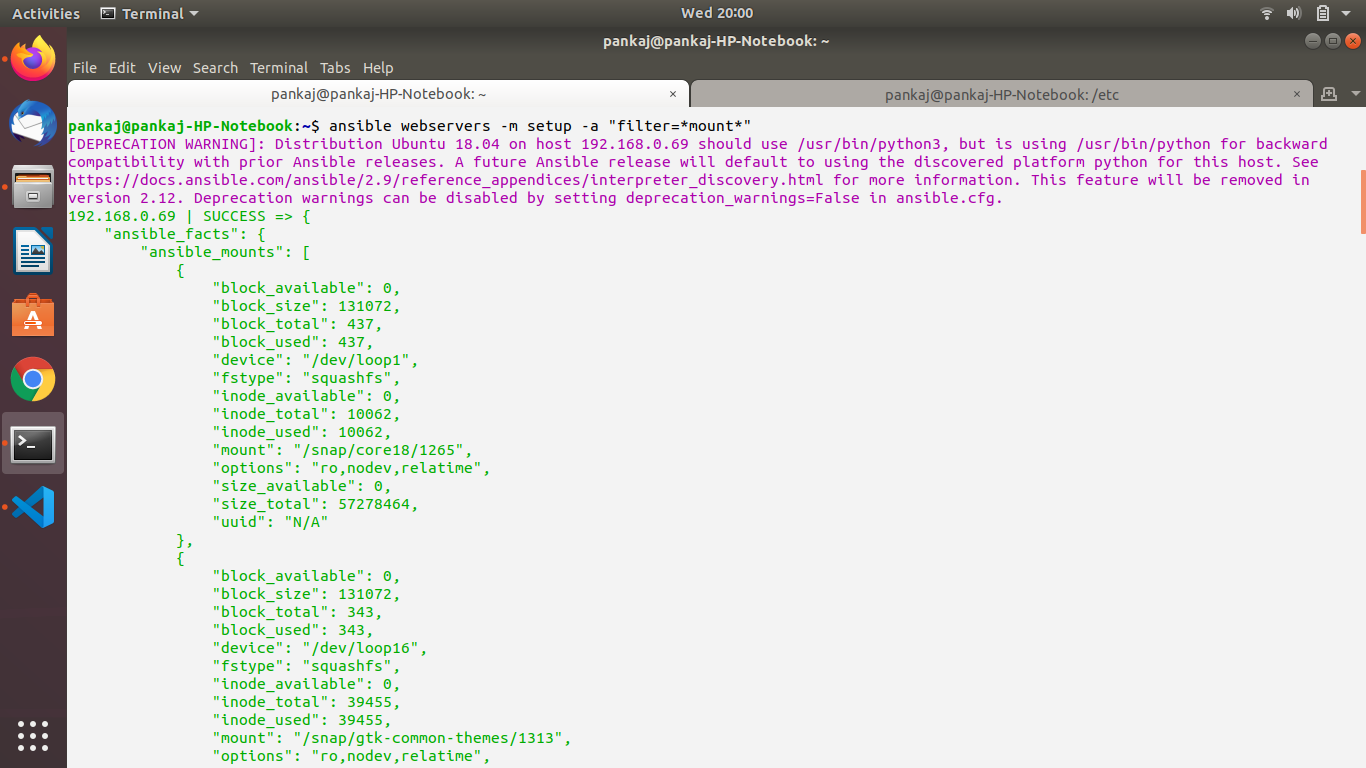 Activities Terminal Wed 20:00
pankaj@pankaj-HP-Notebook: ~
File Edit View Search Terminal Tabs Help
pankaj@pankaj-HP-Notebook: ~ × pankaj@pankaj-HP-Notebook: /etc ×
pankaj@pankaj-HP-Notebook:~$ ansible webservers -m setup -a "filter=*mount*"
[DEPRECATION WARNING]: Distribution Ubuntu 18.04 on host 192.168.0.69 should use /usr/bin/python3, but is using /usr/bin/python for backward
compatibility with prior Ansible releases. A future Ansible release will default to using the discovered platform python for this host. See
https://docs.ansible.com/ansible/2.9/reference_appendices/interpreter_discovery.html for more information. This feature will be removed in
version 2.12. Deprecation warnings can be disabled by setting deprecation_warnings=False in ansible.cfg.
192.168.0.69 | SUCCESS => {
    "ansible_facts": {
        "ansible_mounts": [
            {
                "block_available": 0,
                "block_size": 131072,
                "block_total": 437,
                "block_used": 437,
                "device": "/dev/loop1",
                "fstype": "squashfs",
                "inode_available": 0,
                "inode_total": 10062,
                "inode_used": 10062,
                "mount": "/snap/core18/1265",
                "options": "ro,nodev,relatime",
                "size_available": 0,
                "size_total": 57278464,
                "uuid": "N/A"
            },
            {
                "block_available": 0,
                "block_size": 131072,
                "block_total": 343,
                "block_used": 343,
                "device": "/dev/loop16",
                "fstype": "squashfs",
                "inode_available": 0,
                "inode_total": 39455,
                "inode_used": 39455,
                "mount": "/snap/gtk-common-themes/1313",
                "options": "ro,nodev,relatime",